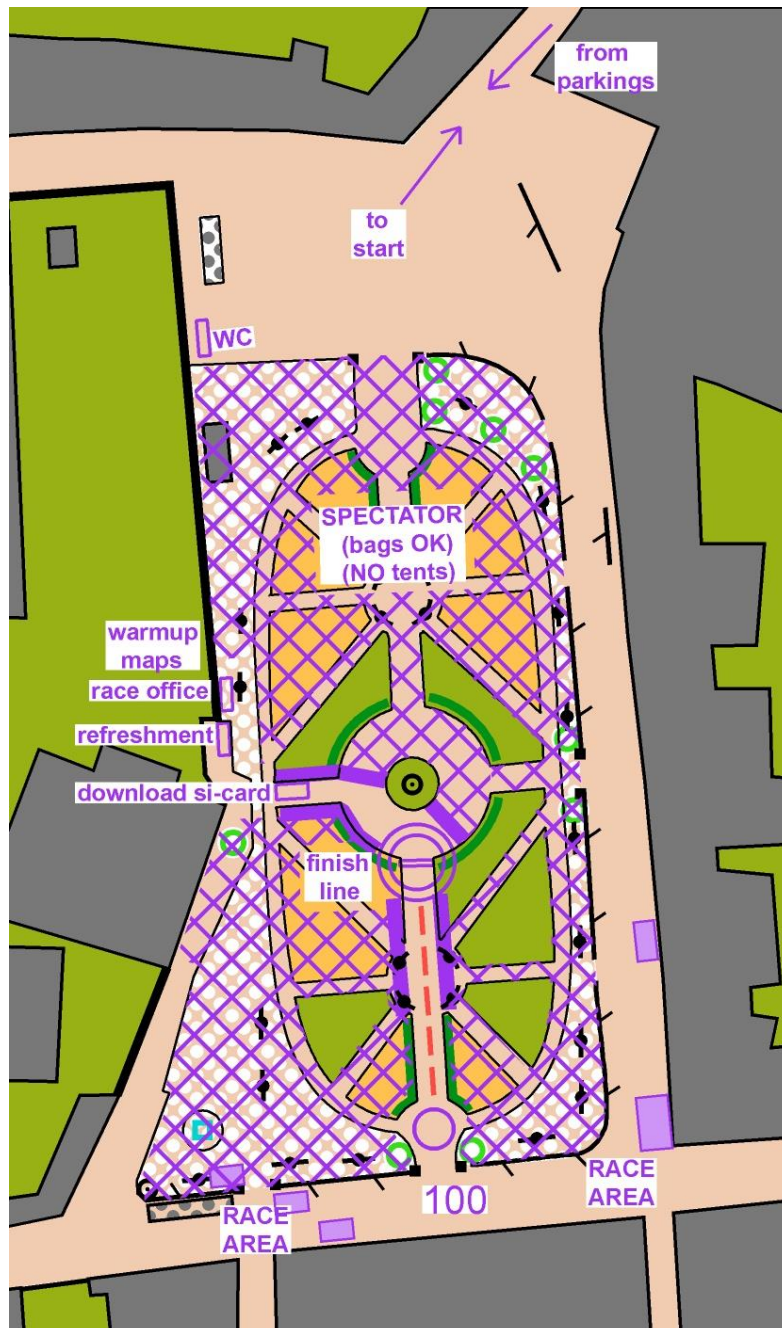 from
parkings
to
start
WC
SPECTATOR
(bags OK)
(NO tents)
warmup
maps
race office
refreshment
download si-card
finish
line
RACE
AREA
100
RACE
AREA